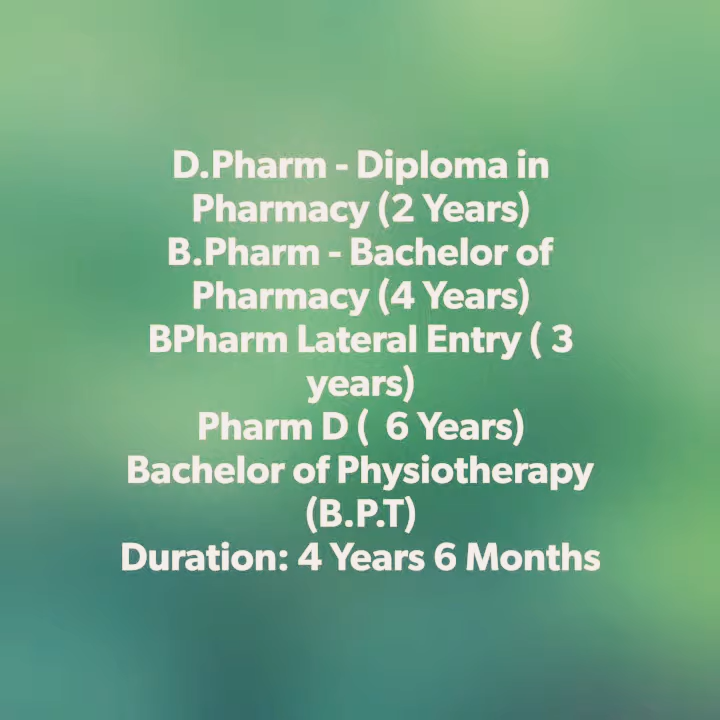 D.Pharm - Diploma in
Pharmacy (2 Years)
B.Pharm - Bachelor of
Pharmacy (4 Years)
BPharm Lateral Entry ( 3
years)
Pharm D (  6 Years)
Bachelor of Physiotherapy
(B.P.T)
Duration: 4 Years 6 Months